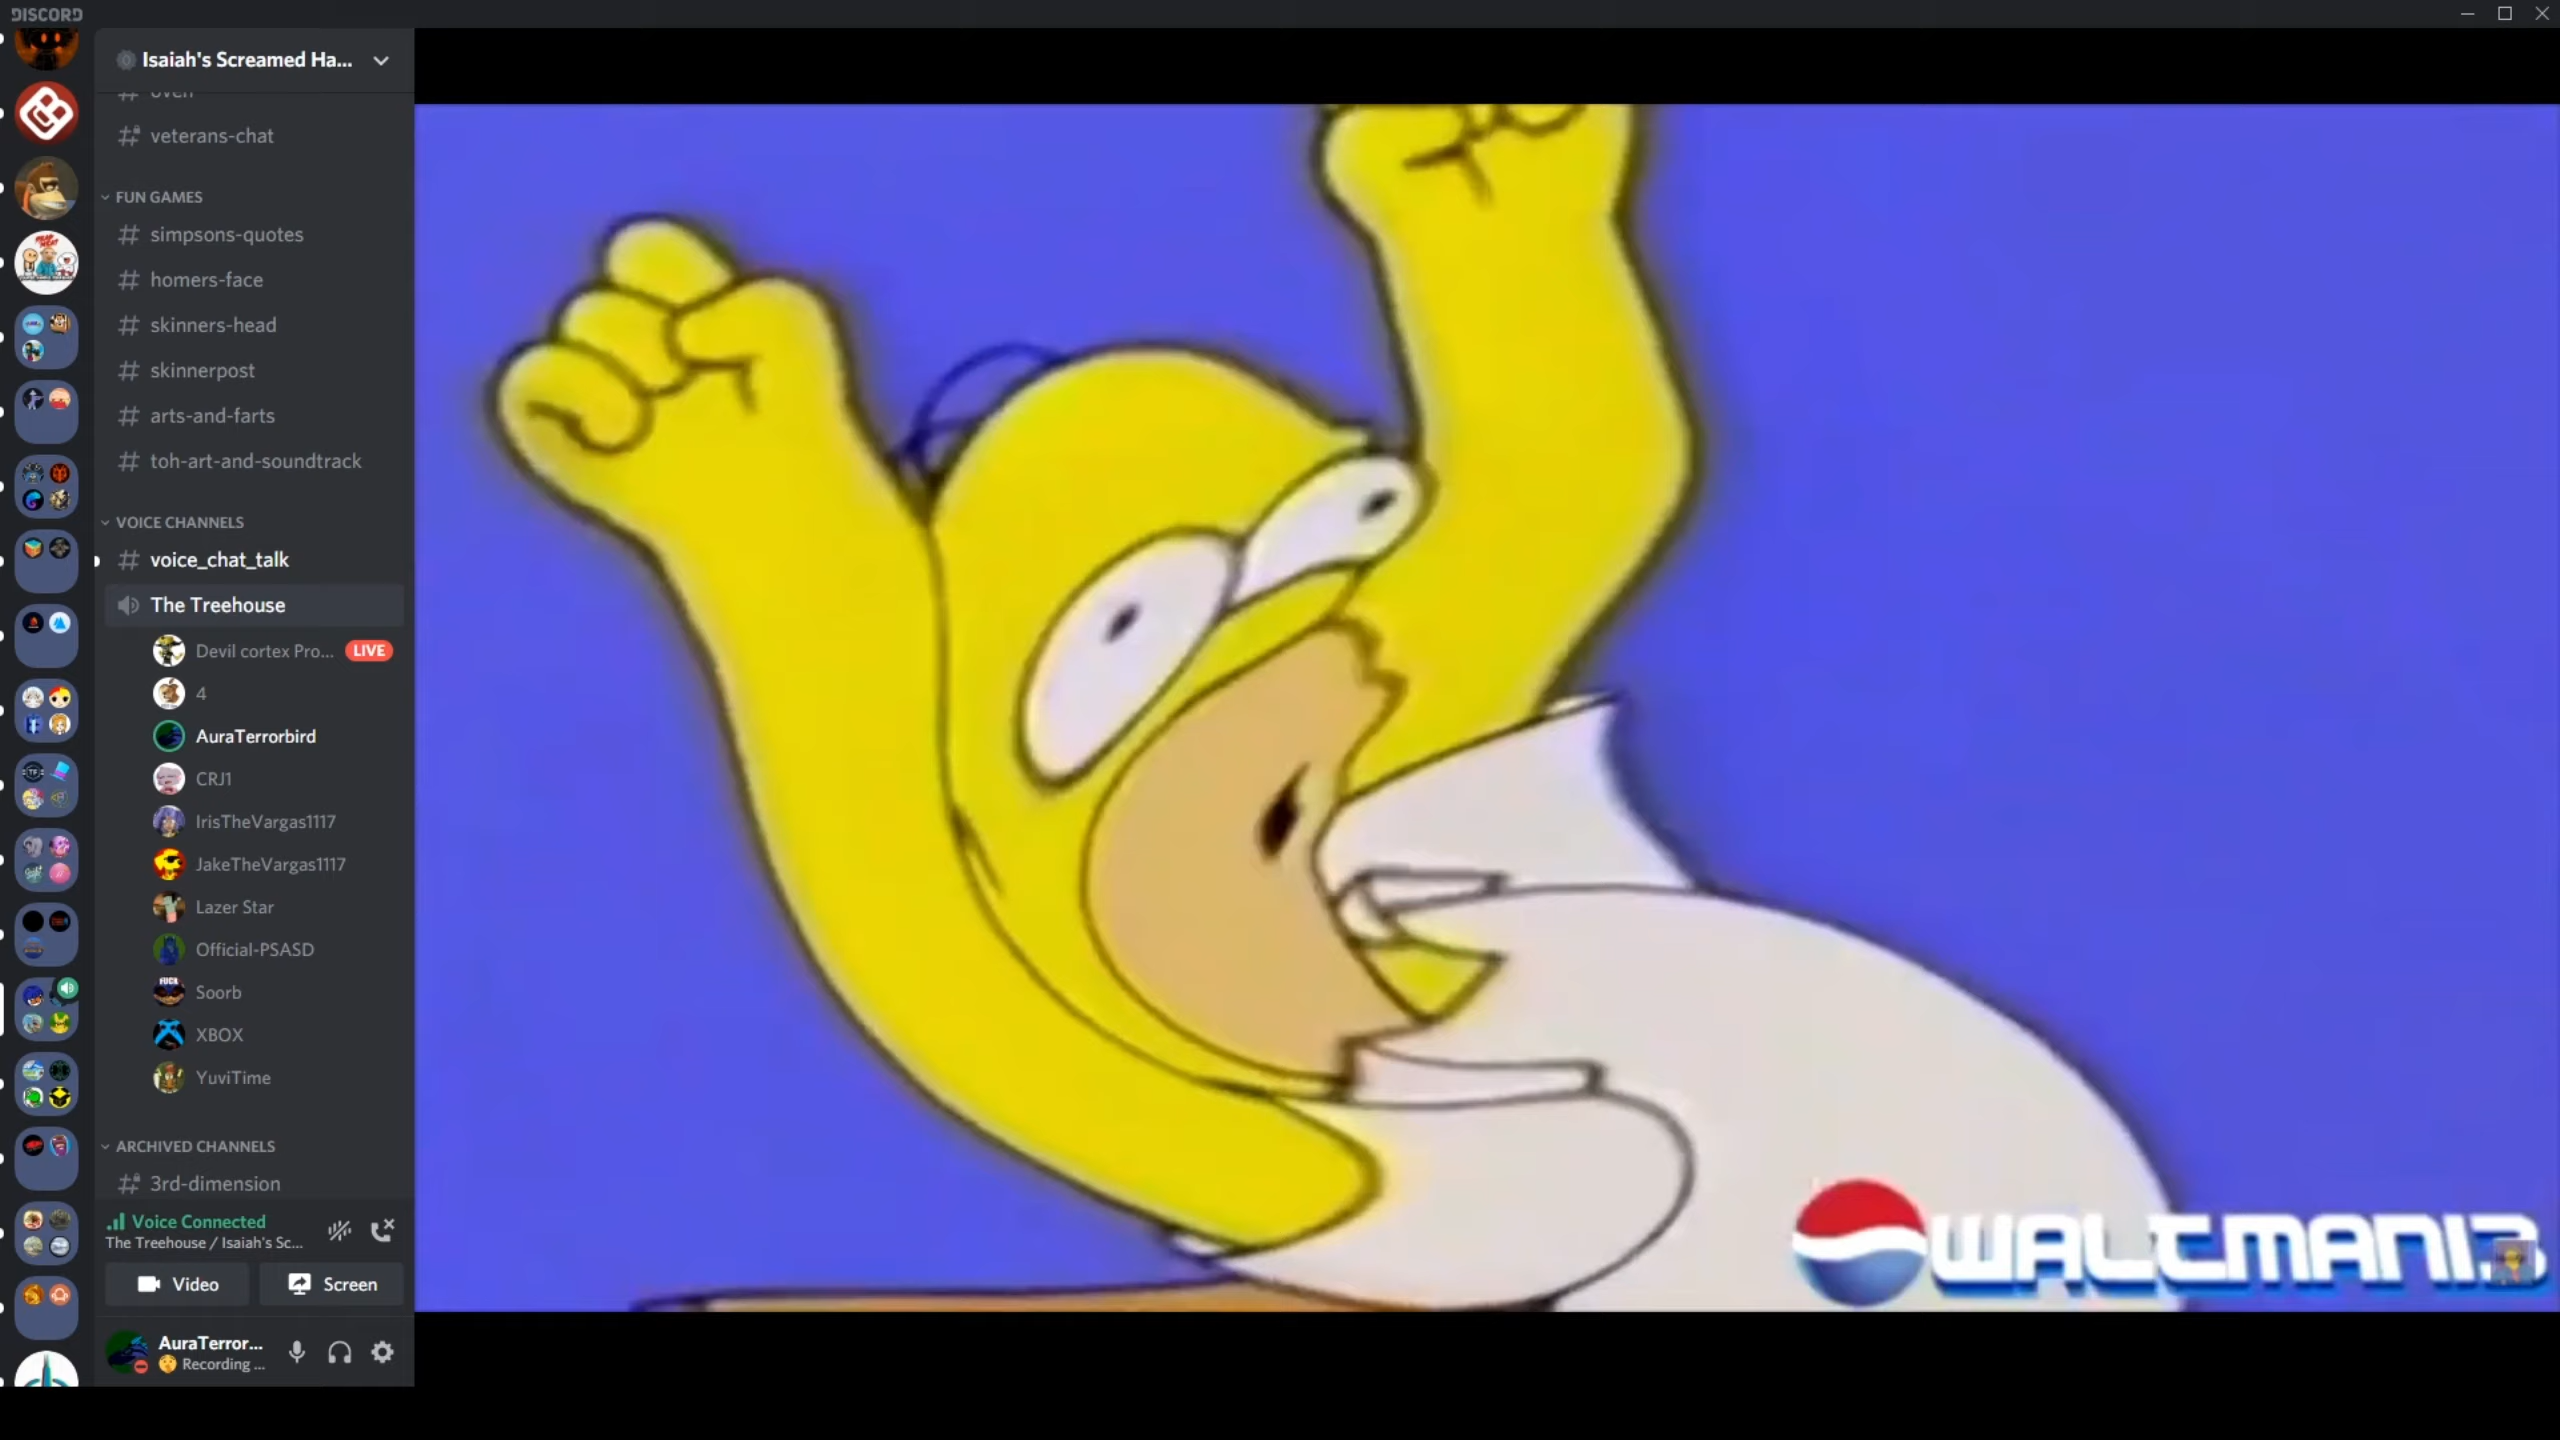 DISCORD
Isaiah's Screamed Ha...
oven
veterans-chat
FUN GAMES
simpsons-quotes
homers-face
skinners-head
skinnerpost
arts-and-farts
toh-art-and-soundtrack
VOICE CHANNELS
voice_chat_talk
The Treehouse
Devil cortex Pro... LIVE
4
AuraTerrorbird
CRJ1
IrisTheVargas1117
JakeTheVargas1117
Lazer Star
Official-PSASD
Soorb
XBOX
YuviTime
ARCHIVED CHANNELS
3rd-dimension
Voice Connected
The Treehouse / Isaiah's Sc...
Video Screen
AuraTerror...
Recording ...
WALTMAN13